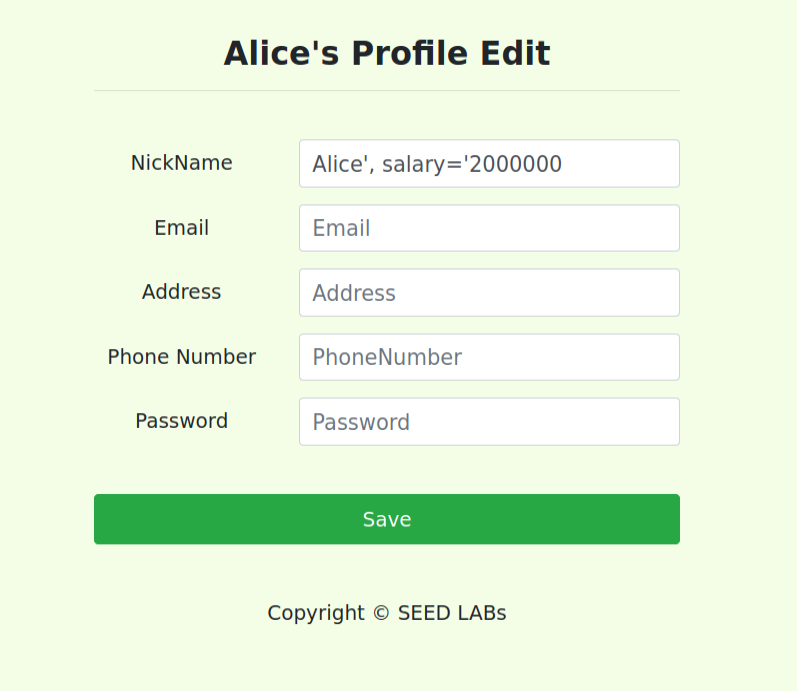 Alice's Profile Edit
NickName Alice', salary='2000000
Email Email
Address Address
Phone Number PhoneNumber
Password Password
Save
Copyright © SEED LABs